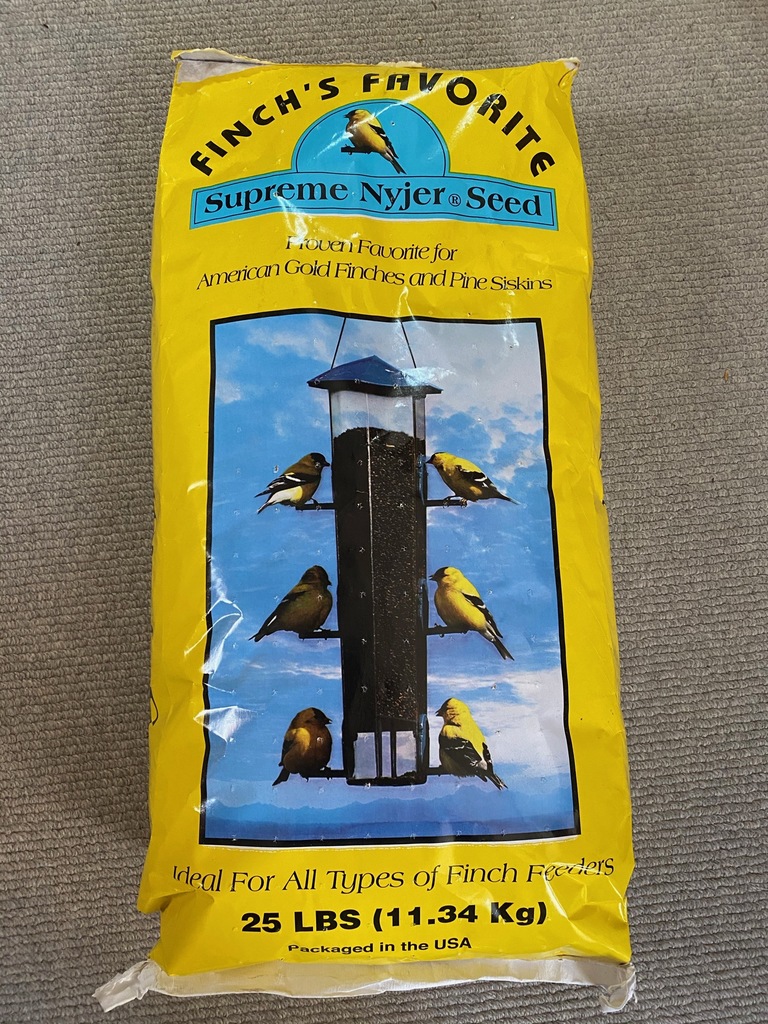 FINCH'S FAVORITE
Supreme Nyjer® Seed
Proven Favorite for
American Gold Finches and Pine Siskins
Ideal For All Types of Finch Feeders
25 LBS (11.34 Kg)
Packaged in the USA